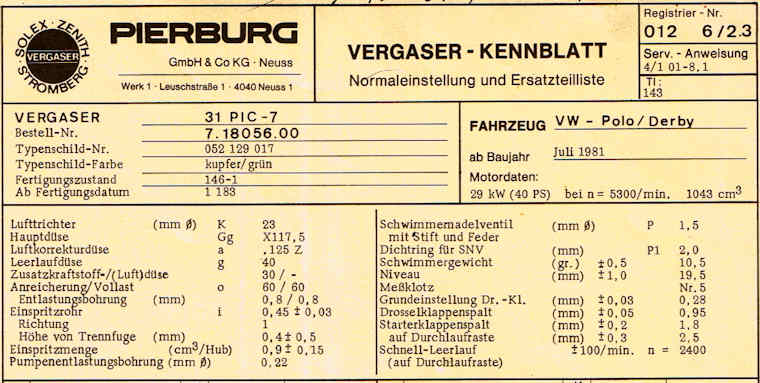 SOLEX · ZENITH
VERGASER
STROMBERG
PIERBURG
GmbH & Co KG · Neuss
Werk 1 · Leuschstraße 1 · 4040 Neuss 1
VERGASER - KENNBLATT
Normaleinstellung und Ersatzteilliste
Registrier - Nr.
012 6/2.3
Serv. - Anweisung
4/1 01-8.1
TI:
143
VERGASER 31 PIC -7
Bestell-Nr. 7.18056.00
Typenschild-Nr. 052 129 017
Typenschild-Farbe kupfer/grün
Fertigungszustand 146-1
Ab Fertigungsdatum 1 183
FAHRZEUG VW - Polo/Derby
ab Baujahr Juli 1981
Motordaten:
29 kW (40 PS) bei n = 5300/min. 1043 cm³
Lufttrichter (mm Ø) K 23
Hauptdüse Gg X117,5
Luftkorrekturdüse a .125 Z
Leerlaufdüse g 40
Zusatzkraftstoff-/(Luft)düse 30 / -
Anreicherung/Vollast o 60 / 60
Entlastungsbohrung (mm) 0,8 / 0,8
Einspritzrohr i 0,45 ± 0,03
Richtung 1
Höhe von Trennfuge (mm) 0,4 ± 0,5
Einspritzmenge (cm³/Hub) 0,9 ± 0,15
Pumpenentlastungsbohrung (mm) 0,22
Schwimmernadelventil (mm Ø) P 1,5
mit Stift und Feder
Dichtring für SNV (mm) P1 2,0
Schwimmergewicht (gr.) ± 0,5 10,5
Niveau (mm) ± 1,0 19,5
Meßklotz Nr. 5
Grundeinstellung Dr. -Kl. (mm) ± 0,03 0,28
Drosselklappenspalt (mm) ± 0,05 0,95
Starterklappenspalt (mm) ± 0,2 1,8
auf Durchlaufraste (mm) ± 0,3 2,5
Schnell-Leerlauf ± 100/min. n = 2400
(auf Durchlaufraste)